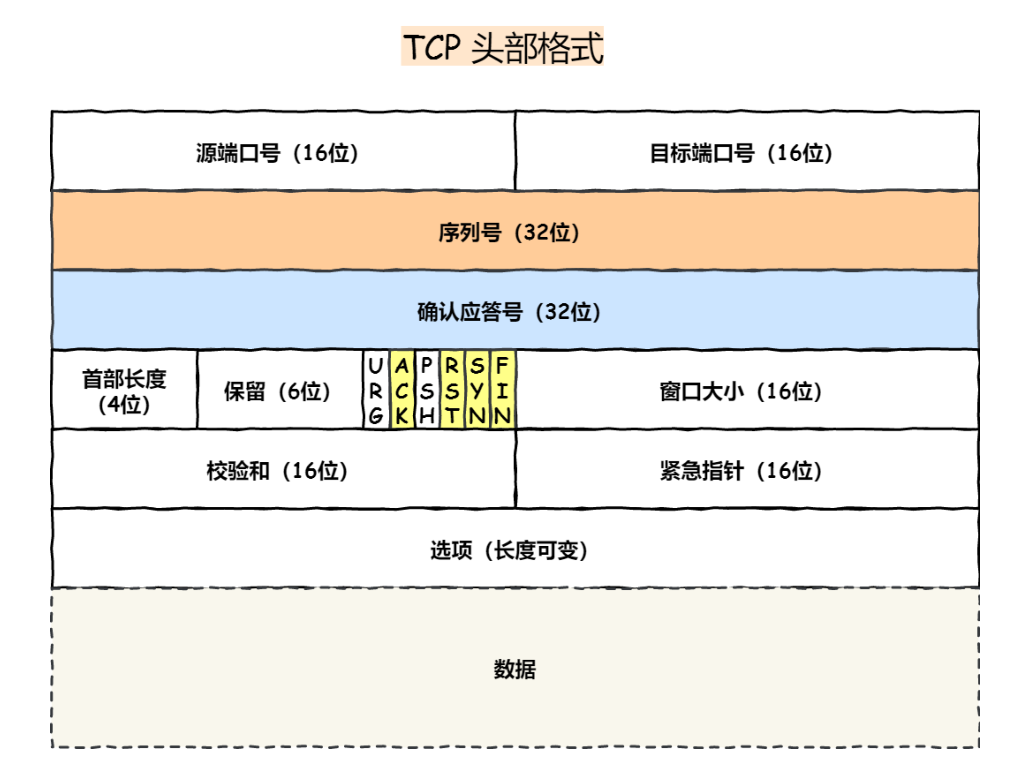 TCP 头部格式
源端口号（16位） 目标端口号（16位）
序列号（32位）
确认应答号（32位）
首部长度
（4位）
保留（6位）
URG
ACK
PSH
RST
SYN
FIN
窗口大小（16位）
校验和（16位） 紧急指针（16位）
选项（长度可变）
数据